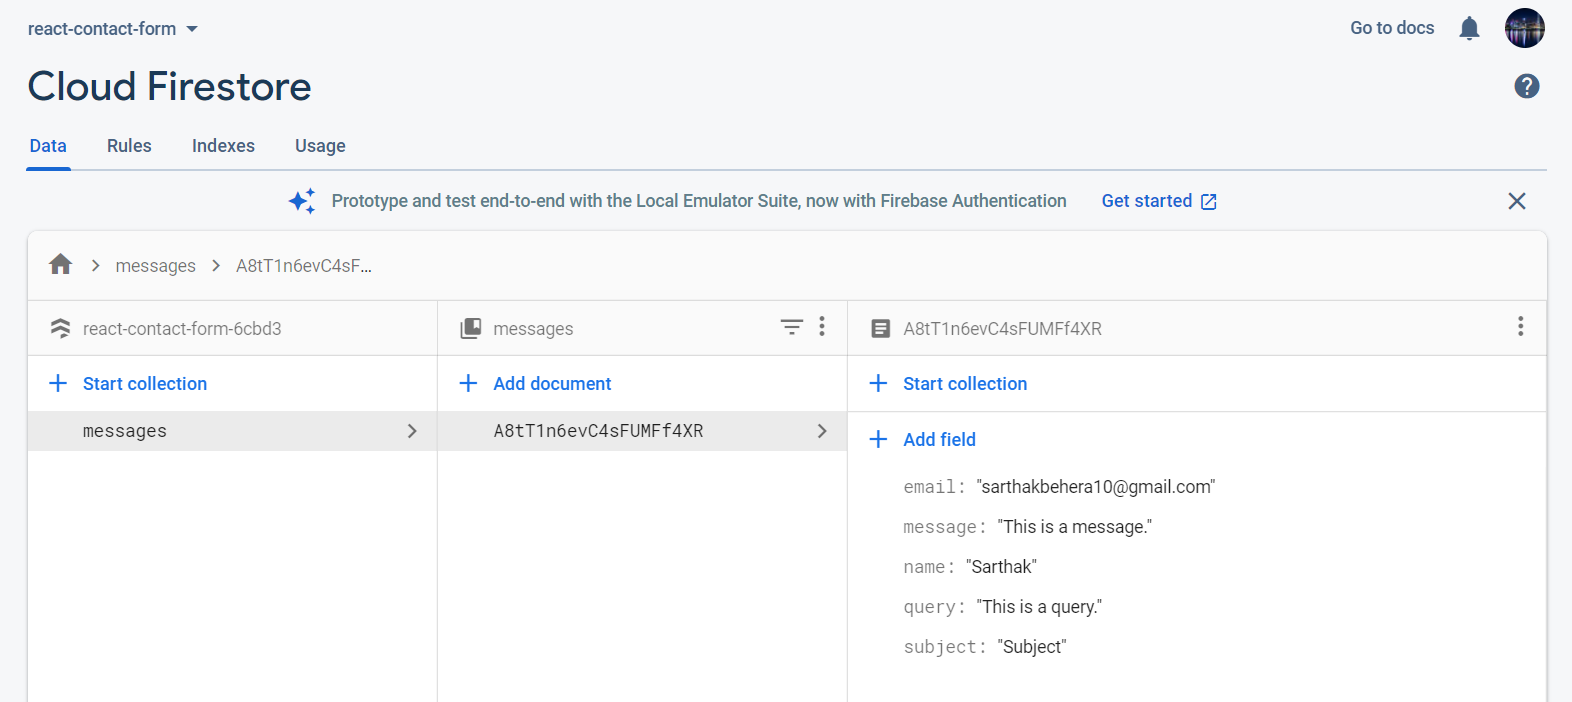 react-contact-form
Go to docs
Cloud Firestore
Data Rules Indexes Usage
Prototype and test end-to-end with the Local Emulator Suite, now with Firebase Authentication Get started
messages A8tT1n6evC4sF...
react-contact-form-6cbd3
messages
A8tT1n6evC4sFUMFf4XR
Start collection
Add document
Start collection
messages
A8tT1n6evC4sFUMFf4XR
Add field
email: "sarthakbehera10@gmail.com"
message: "This is a message."
name: "Sarthak"
query: "This is a query."
subject: "Subject"